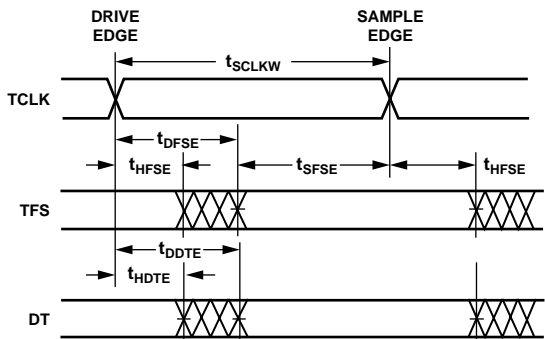 DRIVE EDGE
SAMPLE EDGE
tSCLKW
TCLK
tDFSE
tHFSE
tSFSE
tHFSE
TFS
tDDTE
tHDTE
DT